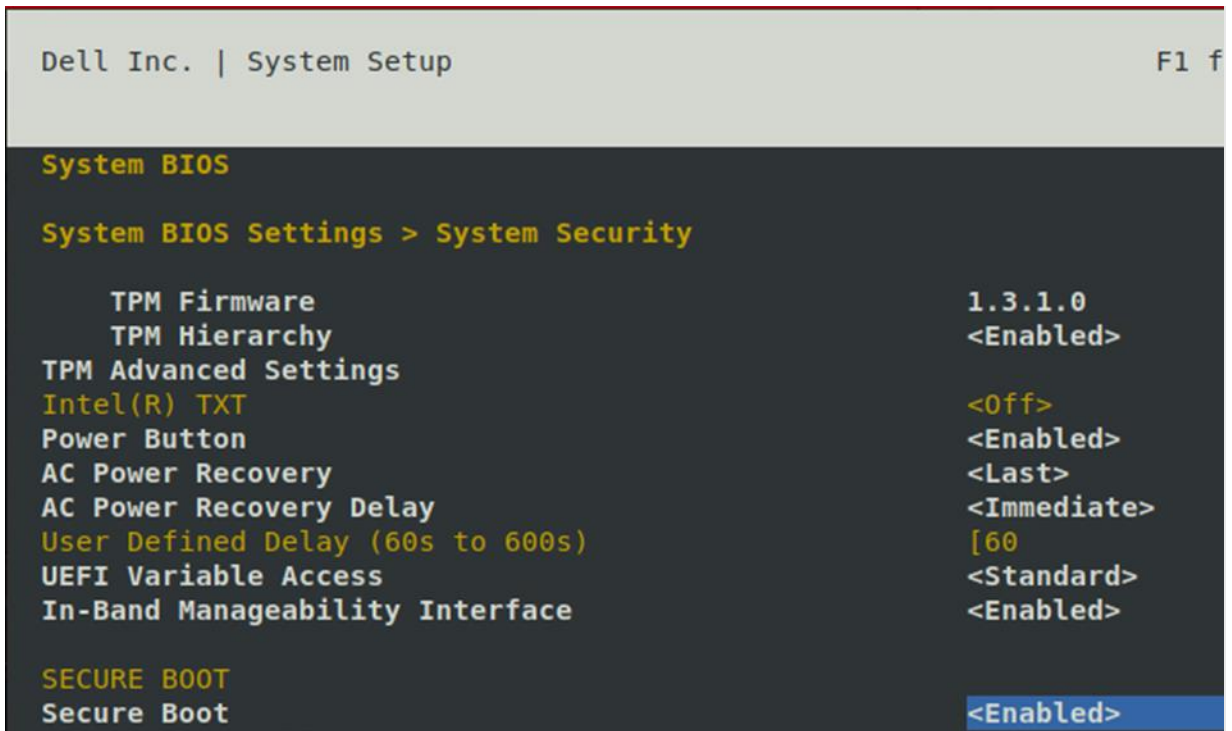 Dell Inc. | System Setup F1 f
System BIOS
System BIOS Settings > System Security
TPM Firmware 1.3.1.0
TPM Hierarchy <Enabled>
TPM Advanced Settings
Intel(R) TXT <Off>
Power Button <Enabled>
AC Power Recovery <Last>
AC Power Recovery Delay <Immediate>
User Defined Delay (60s to 600s) [60
UEFI Variable Access <Standard>
In-Band Manageability Interface <Enabled>
SECURE BOOT
Secure Boot <Enabled>